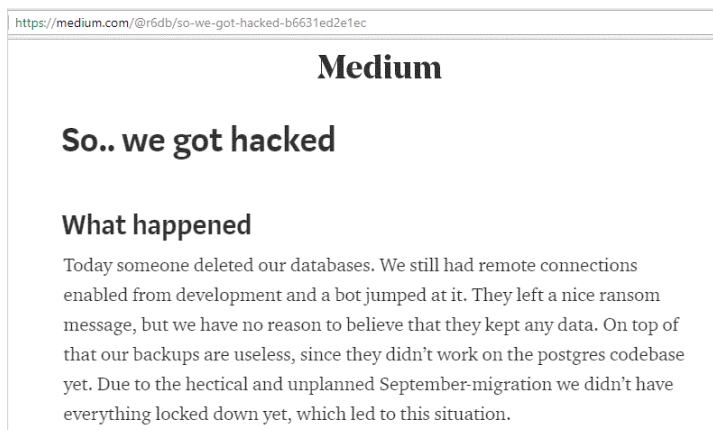 https://medium.com/@r6db/so-we-got-hacked-b6631ed2e1ec
Medium
So.. we got hacked
What happened
Today someone deleted our databases. We still had remote connections
enabled from development and a bot jumped at it. They left a nice ransom
message, but we have no reason to believe that they kept any data. On top of
that our backups are useless, since they didn’t work on the postgres codebase
yet. Due to the hectical and unplanned September-migration we didn’t have
everything locked down yet, which led to this situation.